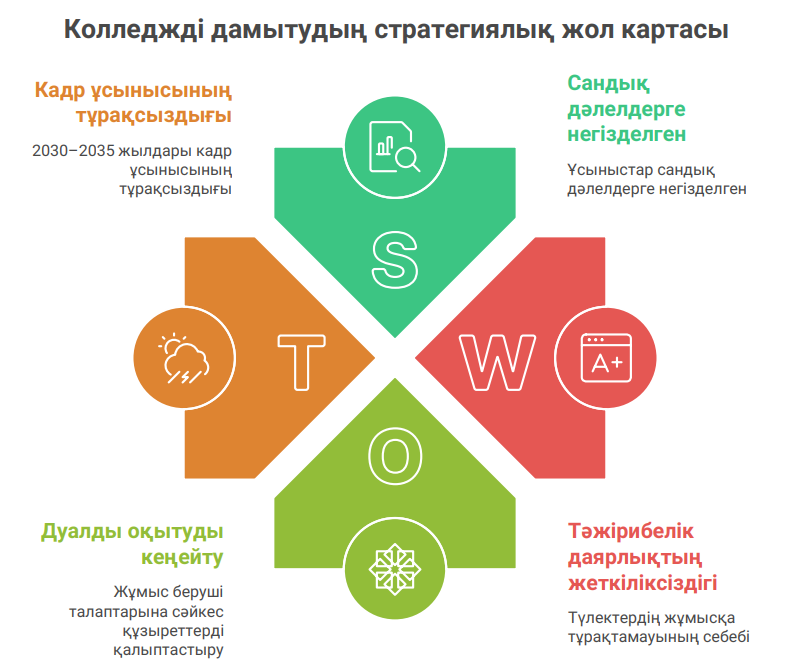 Колледжді дамытудың стратегиялық жол картасы
Кадр ұсынысының
тұрақсыздығы
2030–2035 жылдары кадр
ұсынысының
тұрақсыздығы
Сандық
дәлелдерге
негізделген
Ұсыныстар сандық
дәлелдерге негізделген
S
T
W
A+
O
Дуалды оқытуды
кеңейту
Жұмыс беруші
талаптарына сәйкес
құзыреттерді
қалыптастыру
Тәжірибелік
даярлықтың
жеткіліксіздігі
Түлектердің жұмысқа
тұрақтамауының себебі